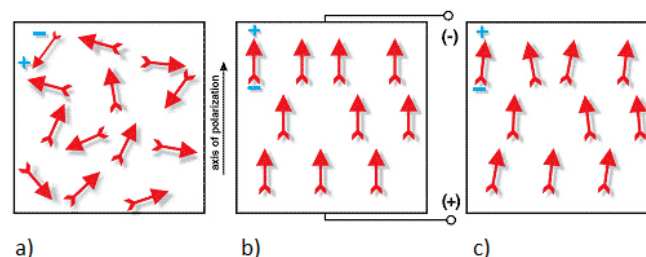 −
+
axis of polarization
+
−
(-)
(+)
+
−
a)
b)
c)